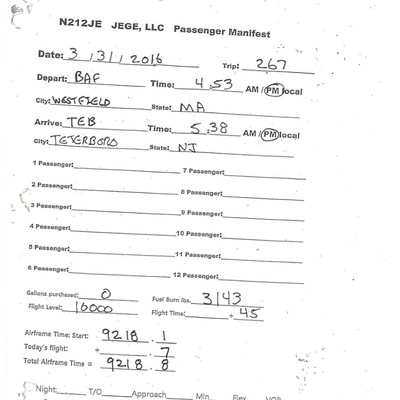 N212JE JEGE, LLC Passenger Manifest
Date: 3 / 31 / 2016 Trip: 267
Depart: BAF Time: 4:53 AM / PM local
City: WESTFIELD State: MA
Arrive: TEB Time: 5:38 AM / PM local
City: TETERBORO State: NJ
1 Passenger: 7 Passenger:
2 Passenger: 8 Passenger:
3 Passenger: 9 Passenger:
4 Passenger: 10 Passenger:
5 Passenger: 11 Passenger:
6 Passenger: 12 Passenger:
Gallons purchased: 0 Fuel Burn lbs. 3143
Flight Level: 16000 Flight Time: + 45
Airframe Time: Start: 9218 . 1
Today's flight: + . 7
Total Airframe Time = 9218 . 8
Night: T/O Approach Min. Flex VOR